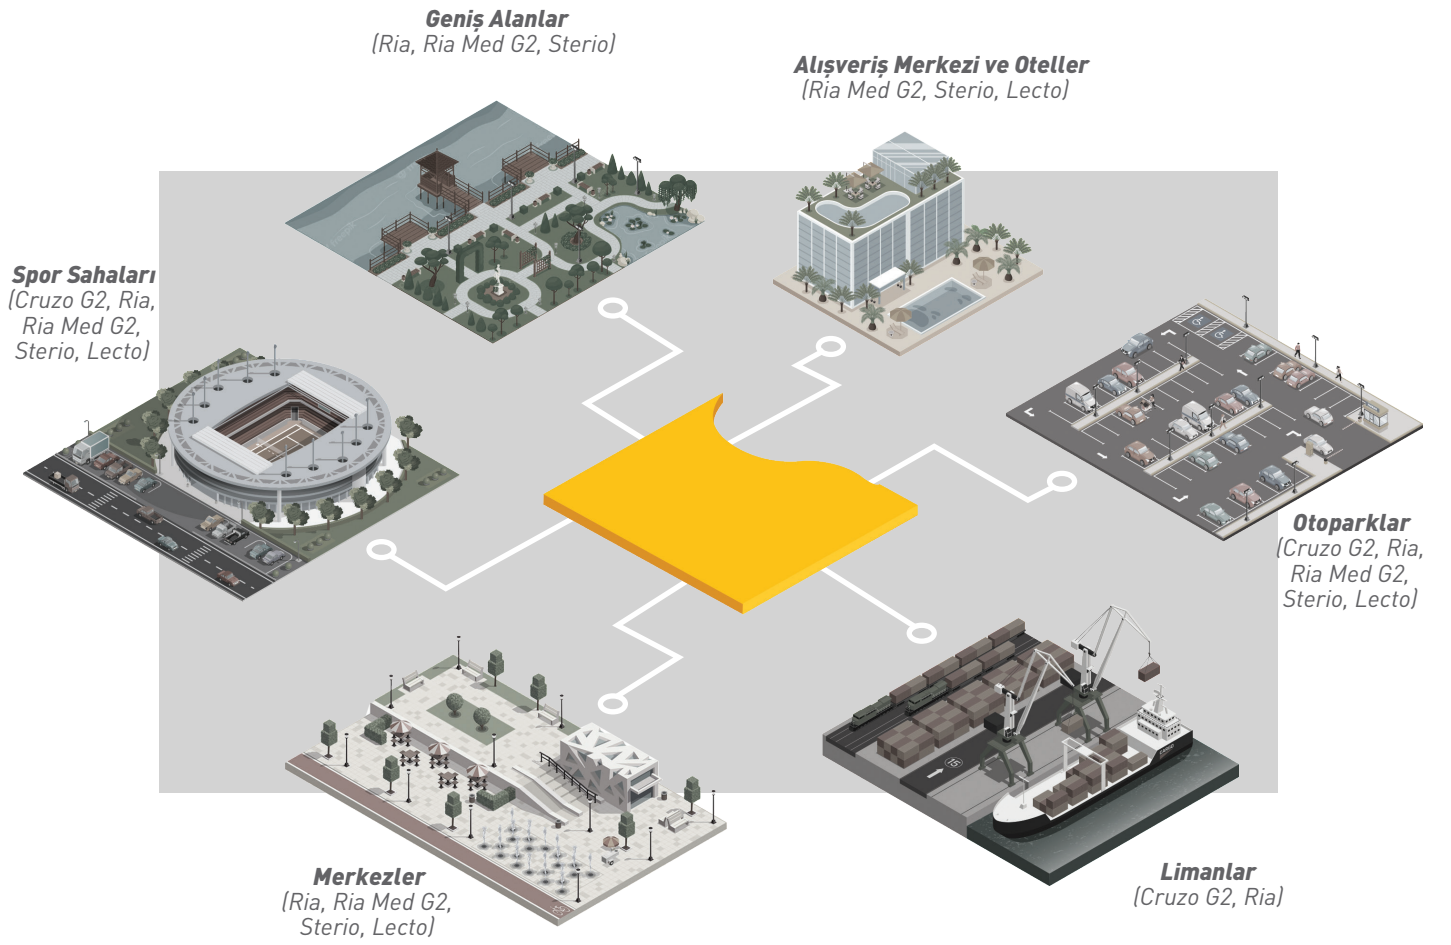 Geniş Alanlar
(Ria, Ria Med G2, Sterio)
Alışveriş Merkezi ve Oteller
(Ria Med G2, Sterio, Lecto)
Spor Sahaları
(Cruzo G2, Ria,
Ria Med G2,
Sterio, Lecto)
Otoparklar
(Cruzo G2, Ria,
Ria Med G2,
Sterio, Lecto)
15
Merkezler
(Ria, Ria Med G2,
Sterio, Lecto)
Limanlar
(Cruzo G2, Ria)